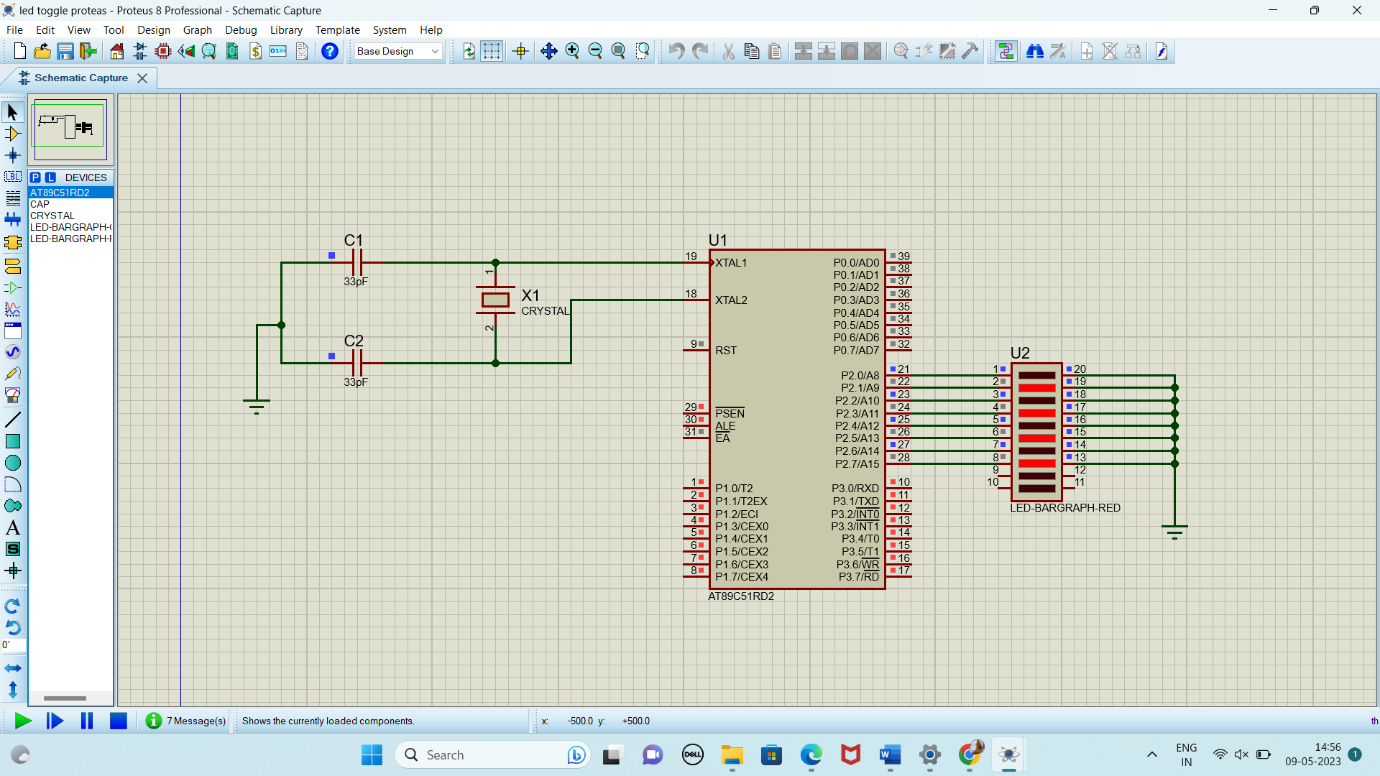 led toggle proteas - Proteus 8 Professional - Schematic Capture
File Edit View Tool Design Graph Debug Library Template System Help
Base Design
Schematic Capture
LBL
A
S
0°
P L DEVICES
AT89C51RD2
CAP
CRYSTAL
LED-BARGRAPH-
LED-BARGRAPH-
C1
33pF
C2
33pF
1
X1
CRYSTAL
2
U1
19 XTAL1
18 XTAL2
9 RST
29 PSEN
30 ALE
31 EA
1 P1.0/T2
2 P1.1/T2EX
3 P1.2/ECI
4 P1.3/CEX0
5 P1.4/CEX1
6 P1.5/CEX2
7 P1.6/CEX3
8 P1.7/CEX4
P0.0/AD0 39
P0.1/AD1 38
P0.2/AD2 37
P0.3/AD3 36
P0.4/AD4 35
P0.5/AD5 34
P0.6/AD6 33
P0.7/AD7 32
P2.0/A8 21
P2.1/A9 22
P2.2/A10 23
P2.3/A11 24
P2.4/A12 25
P2.5/A13 26
P2.6/A14 27
P2.7/A15 28
P3.0/RXD 10
P3.1/TXD 11
P3.2/INT0 12
P3.3/INT1 13
P3.4/T0 14
P3.5/T1 15
P3.6/WR 16
P3.7/RD 17
AT89C51RD2
U2
1 20
2 19
3 18
4 17
5 16
6 15
7 14
8 13
9 12
10 11
LED-BARGRAPH-RED
7 Message(s) Shows the currently loaded components. x: -500.0 y: +500.0 th
Search DELL W ENG IN 14:56 09-05-2023 1